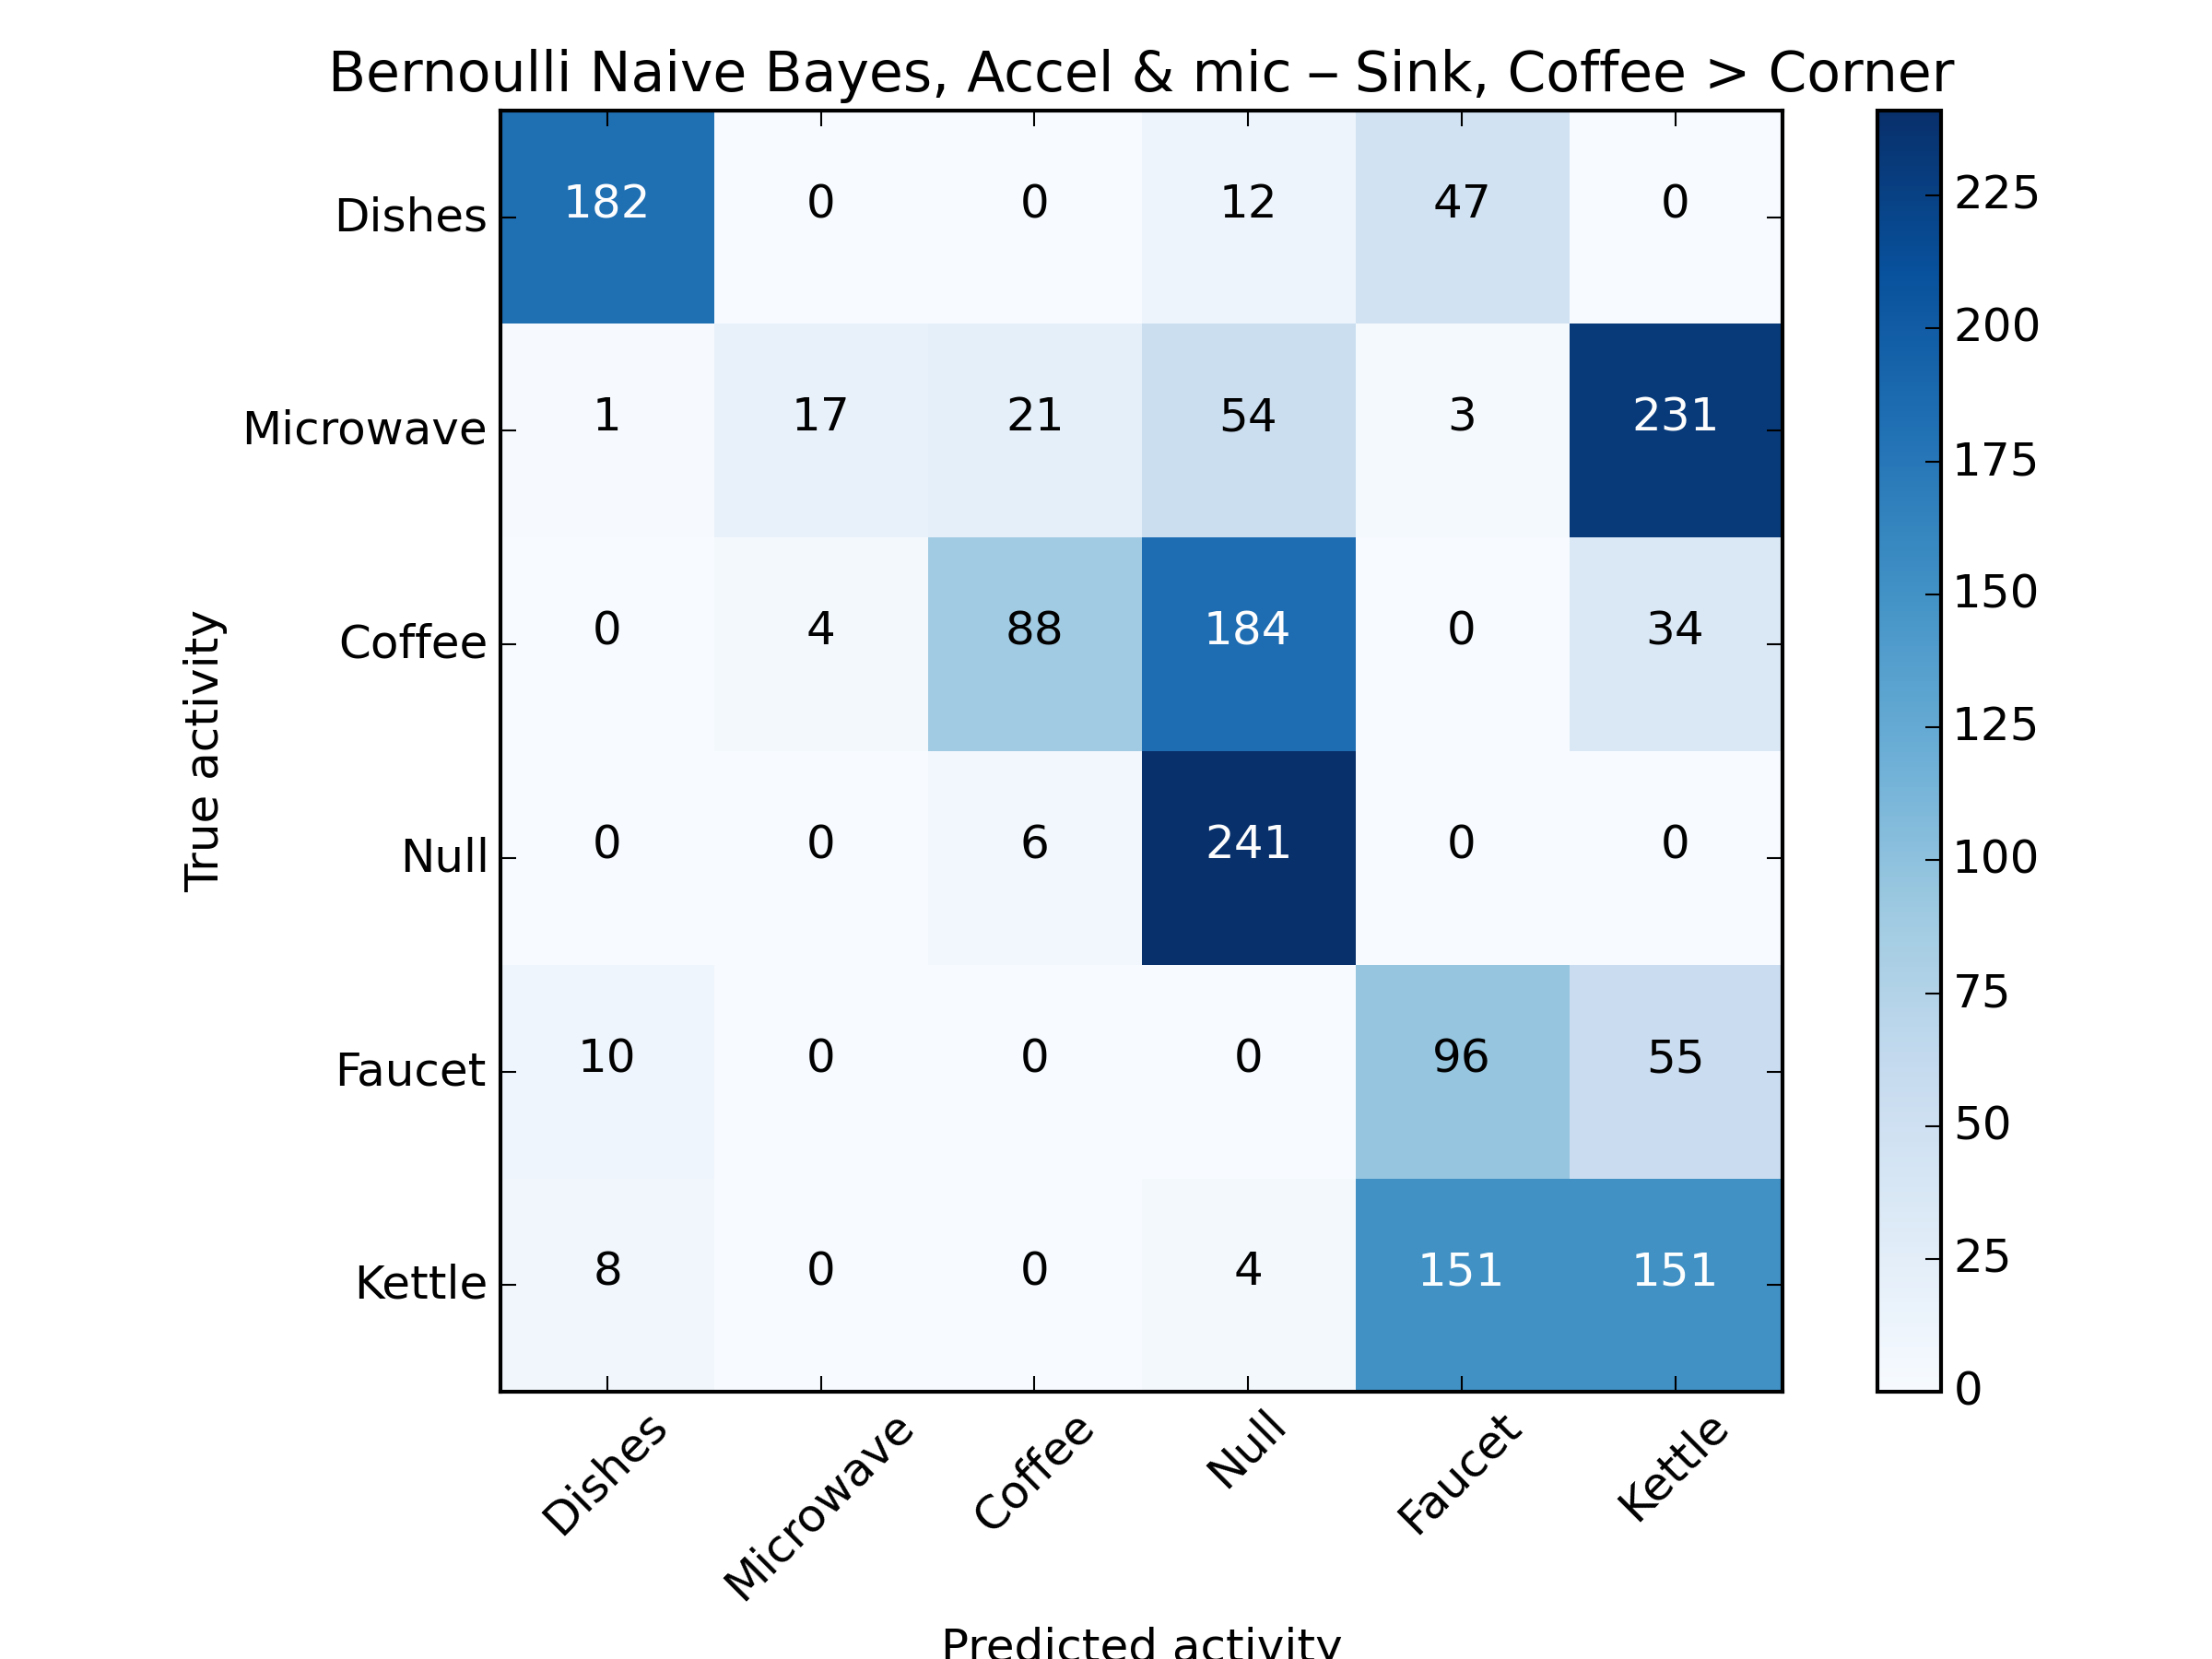 Bernoulli Naive Bayes, Accel & mic – Sink, Coffee > Corner
True activity
Dishes 182 0 0 12 47 0
Microwave 1 17 21 54 3 231
Coffee 0 4 88 184 0 34
Null 0 0 6 241 0 0
Faucet 10 0 0 0 96 55
Kettle 8 0 0 4 151 151
Dishes Microwave Coffee Null Faucet Kettle
Predicted activity
225
200
175
150
125
100
75
50
25
0